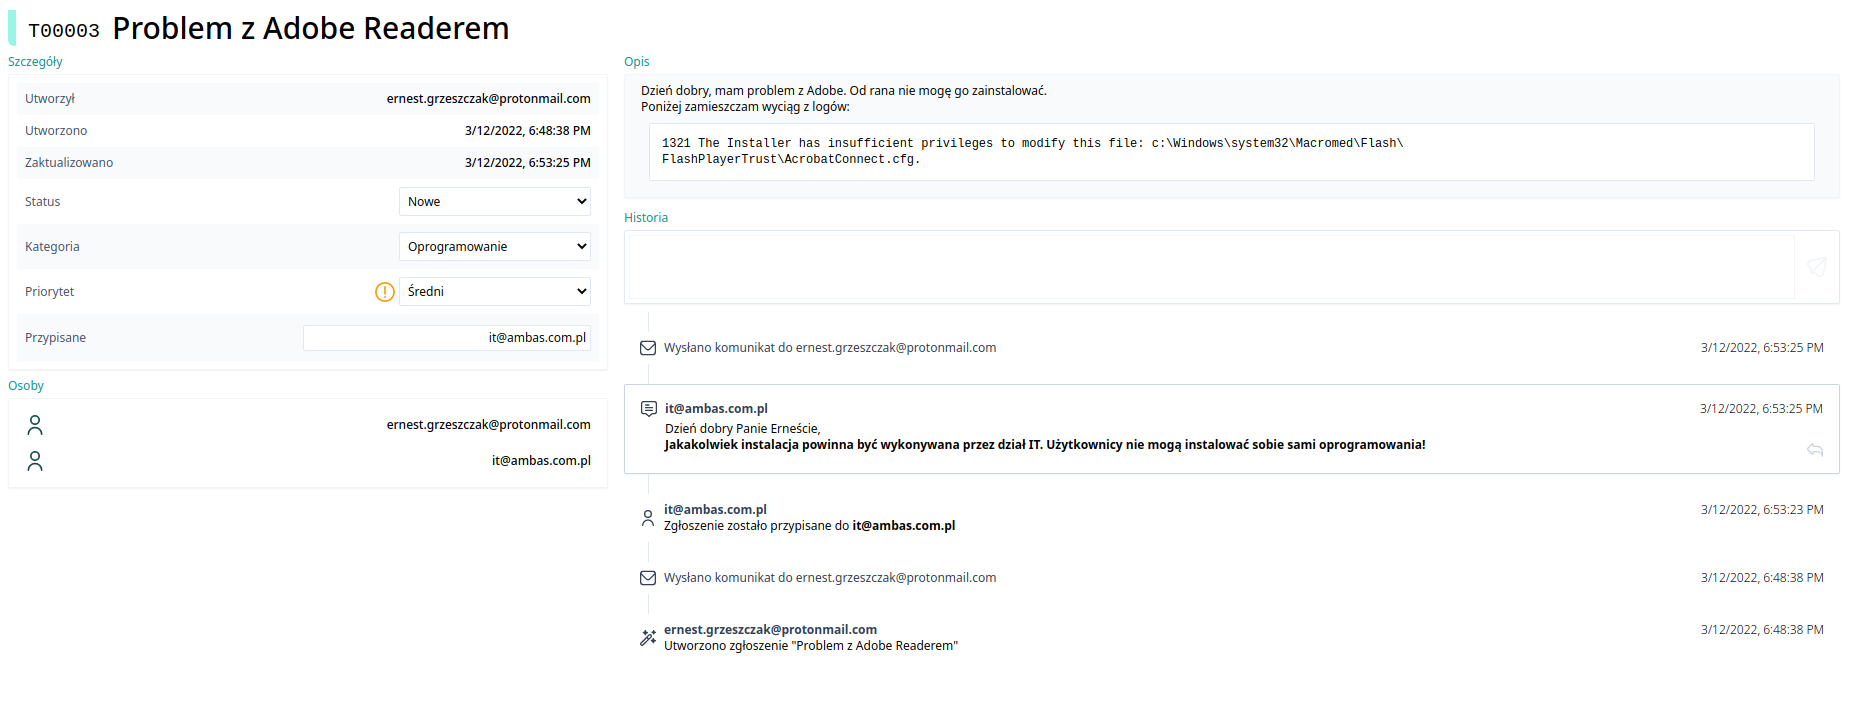 T00003 Problem z Adobe Readerem
Szczegóły
Utworzył ernest.grzeszczak@protonmail.com
Utworzono 3/12/2022, 6:48:38 PM
Zaktualizowano 3/12/2022, 6:53:25 PM
Status Nowe
Kategoria Oprogramowanie
Priorytet Średni
Przypisane it@ambas.com.pl
Osoby
ernest.grzeszczak@protonmail.com
it@ambas.com.pl
Opis
Dzień dobry, mam problem z Adobe. Od rana nie mogę go zainstalować.
Poniżej zamieszczam wyciąg z logów:
1321 The Installer has insufficient privileges to modify this file: c:\Windows\system32\Macromed\Flash\
FlashPlayerTrust\AcrobatConnect.cfg.
Historia
Wysłano komunikat do ernest.grzeszczak@protonmail.com 3/12/2022, 6:53:25 PM
it@ambas.com.pl 3/12/2022, 6:53:25 PM
Dzień dobry Panie Erneście,
Jakakolwiek instalacja powinna być wykonywana przez dział IT. Użytkownicy nie mogą instalować sobie sami oprogramowania!
it@ambas.com.pl 3/12/2022, 6:53:23 PM
Zgłoszenie zostało przypisane do it@ambas.com.pl
Wysłano komunikat do ernest.grzeszczak@protonmail.com 3/12/2022, 6:48:38 PM
ernest.grzeszczak@protonmail.com 3/12/2022, 6:48:38 PM
Utworzono zgłoszenie "Problem z Adobe Readerem"